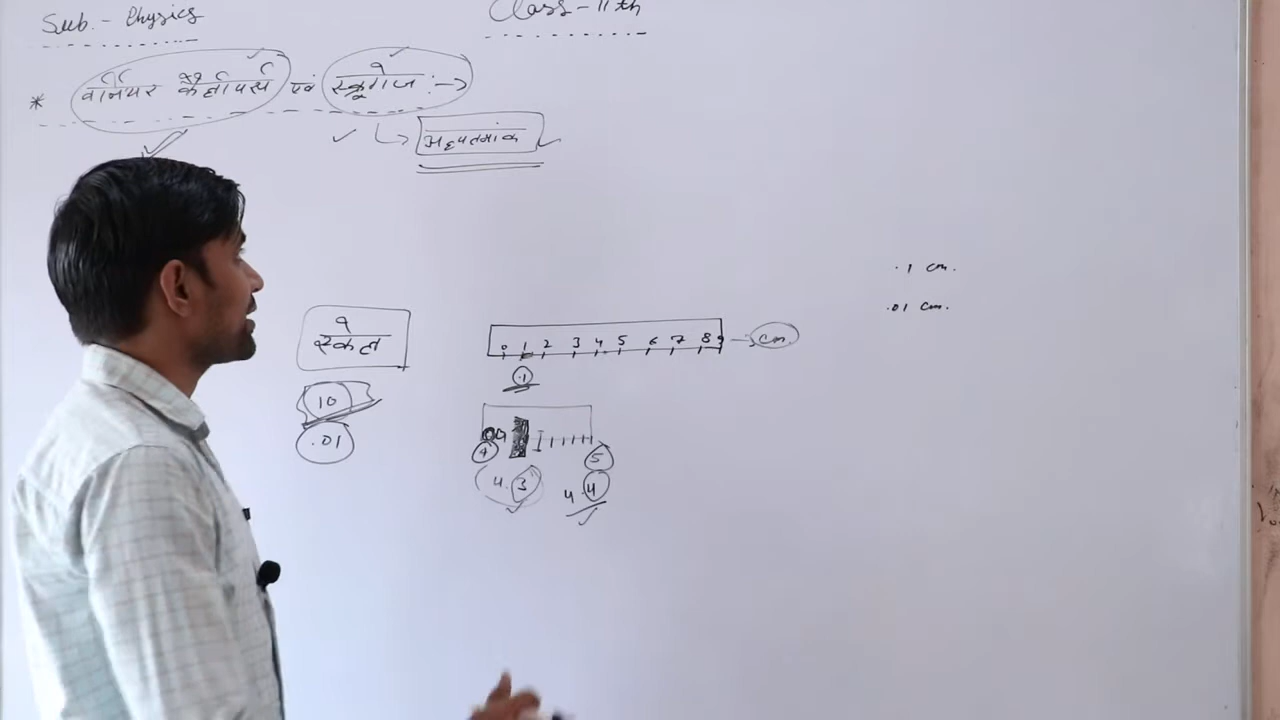 Sub. - Physics
Class - 11th
* वर्नियर कैलीपर्स एवं स्क्रूगेज :→
अल्पतमांक
.1 cm.
.01 cm.
स्केल
0 1 2 3 4 5 6 7 8 9 → cm
.1
10
.01
4 5
4.3 4.4